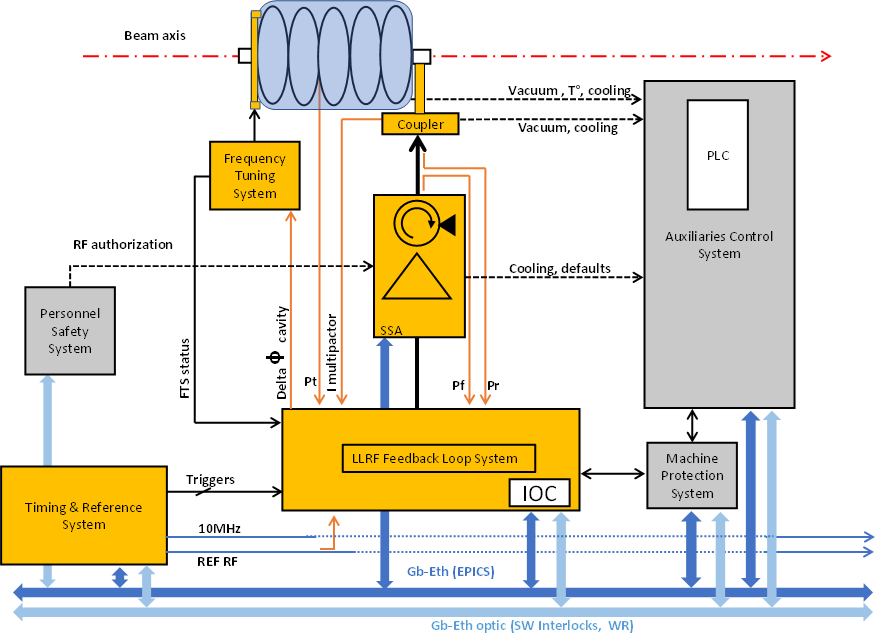 Beam axis
Vacuum , T°, cooling
Coupler
Vacuum, cooling
PLC
Frequency
Tuning
System
RF authorization
Auxiliaries Control
System
Cooling, defaults
Personnel
Safety
System
SSA
FTS status
Delta Φ cavity
Pt
I multipactor
Pf
Pr
LLRF Feedback Loop System
IOC
Machine
Protection
System
Timing & Reference
System
Triggers
10MHz
REF RF
Gb-Eth (EPICS)
Gb-Eth optic (SW Interlocks, WR)